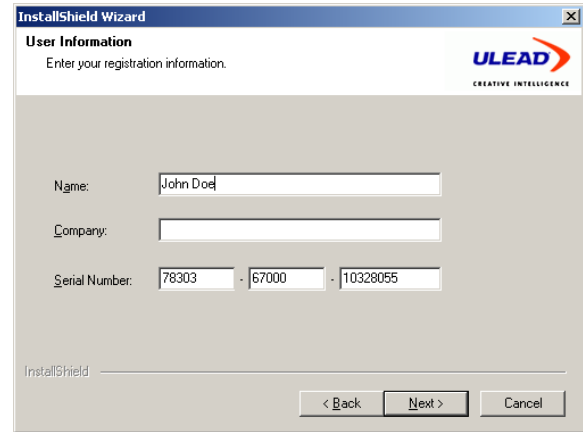 InstallShield Wizard
User Information
Enter your registration information.
ULEAD
CREATIVE INTELLIGENCE
Name: John Doe
Company:
Serial Number: 78303 - 67000 - 10328055
InstallShield
< Back Next > Cancel